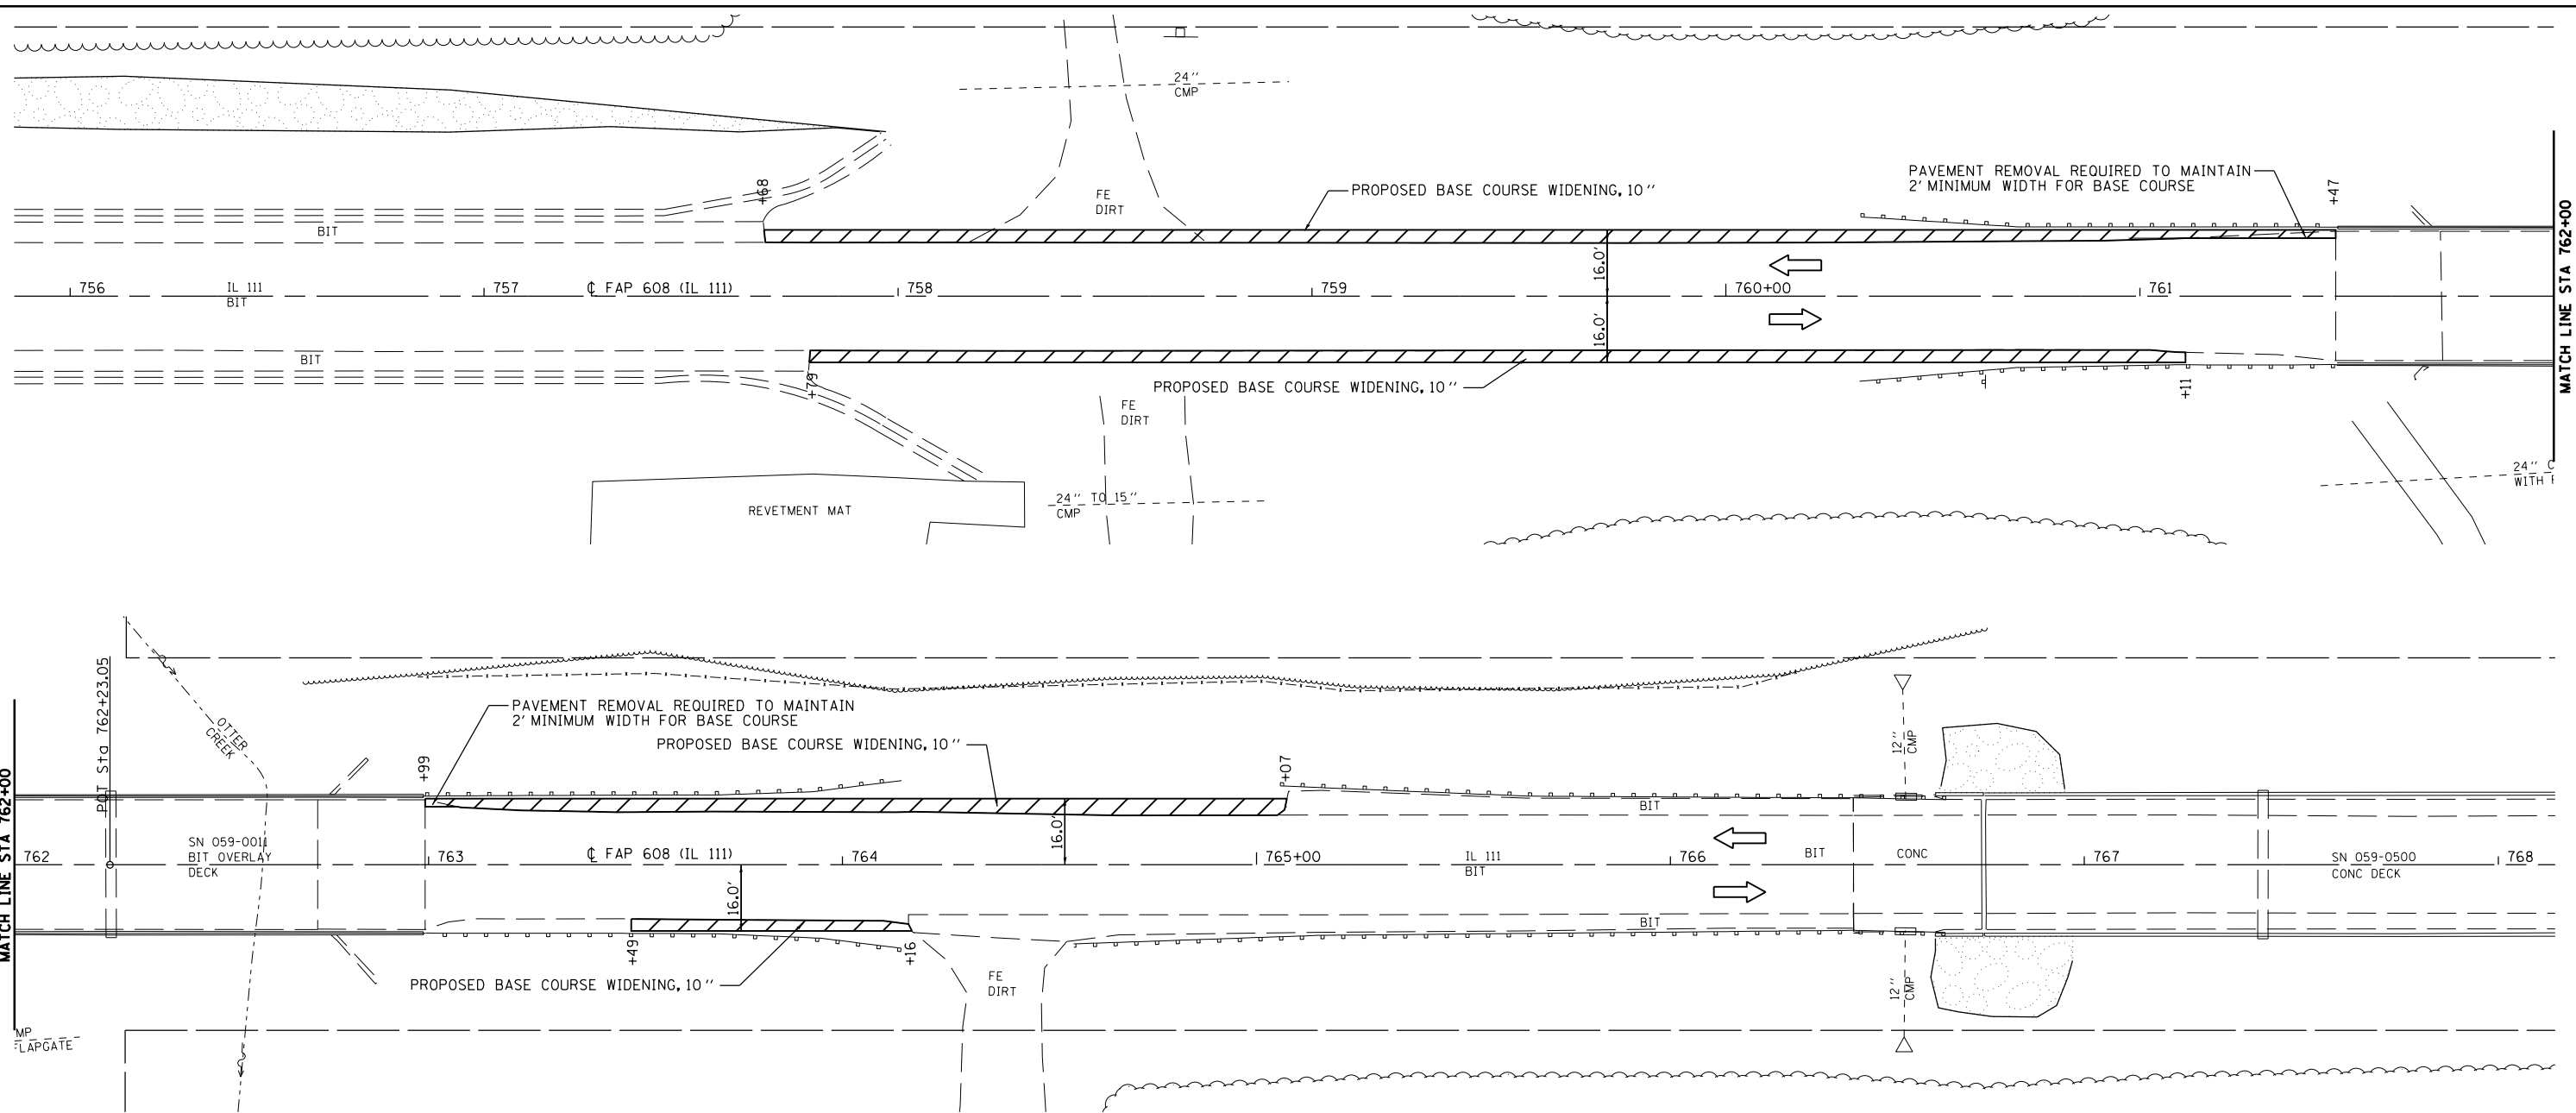 24"
CMP
PAVEMENT REMOVAL REQUIRED TO MAINTAIN
2' MINIMUM WIDTH FOR BASE COURSE
+68
PROPOSED BASE COURSE WIDENING, 10"
+47
FE
DIRT
BIT
MATCH LINE STA 762+00
16.0'
756
IL 111
BIT
757
℄ FAP 608 (IL 111)
758
759
760+00
761
16.0'
BIT
+79
PROPOSED BASE COURSE WIDENING, 10"
+11
FE
DIRT
24" TO 15"
CMP
REVETMENT MAT
24" C
WITH F
POT Sta 762+23.05
OTTER
CREEK
PAVEMENT REMOVAL REQUIRED TO MAINTAIN
2' MINIMUM WIDTH FOR BASE COURSE
PROPOSED BASE COURSE WIDENING, 10"
+99
+07
12"
CMP
MATCH LINE STA 762+00
BIT
16.0'
762
SN 059-0011
BIT OVERLAY
DECK
763
℄ FAP 608 (IL 111)
764
765+00
IL 111
BIT
766
BIT
CONC
767
SN 059-0500
CONC DECK
768
16.0'
BIT
+49
+16
PROPOSED BASE COURSE WIDENING, 10"
FE
DIRT
12"
CMP
MP
FLAPGATE